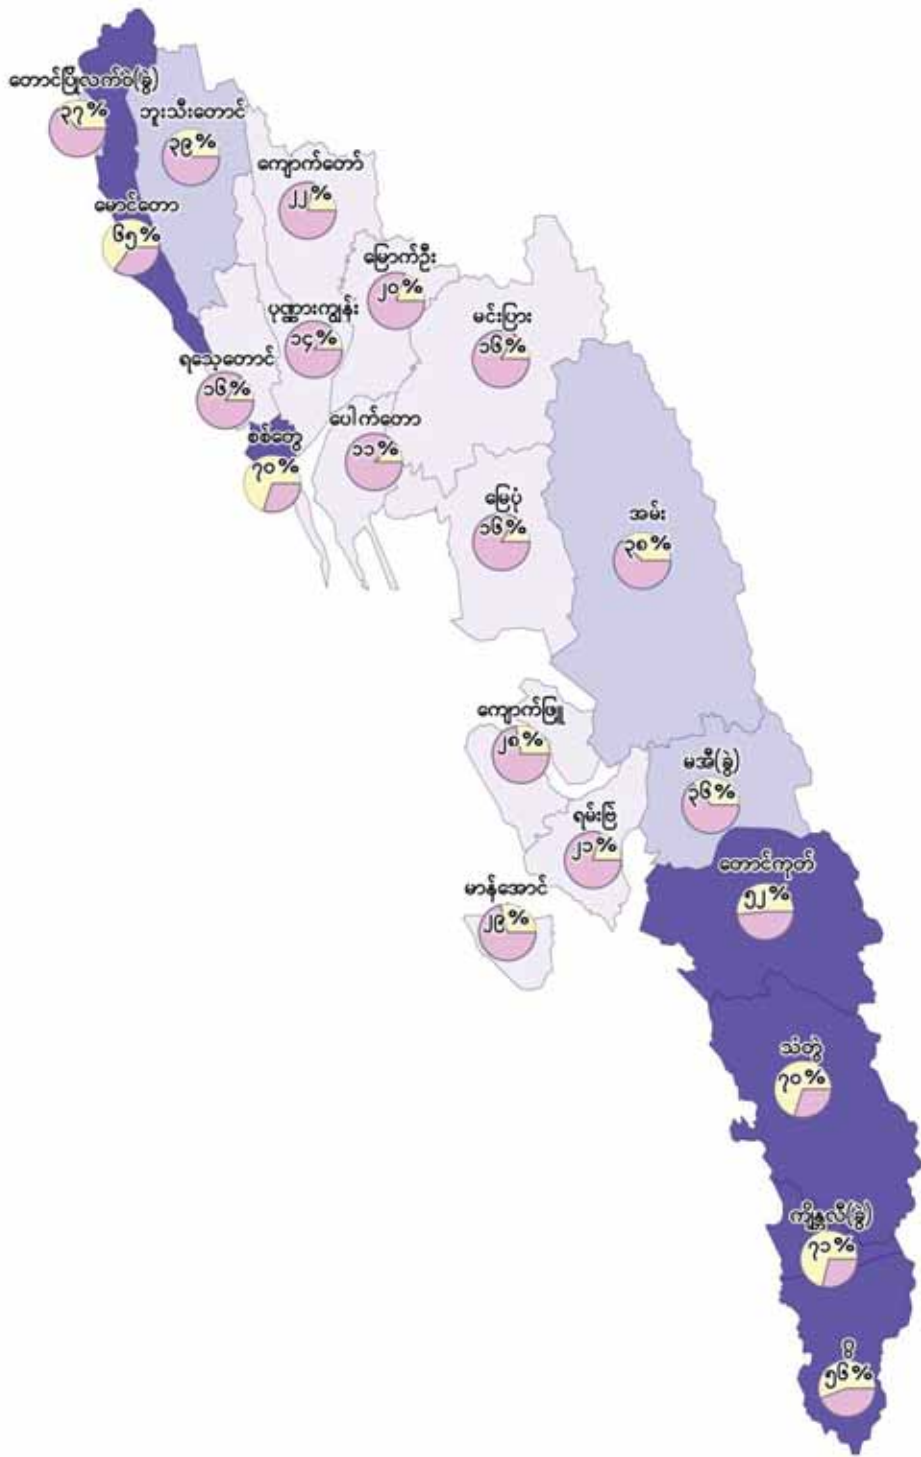 တောင်ပြိုလက်ဝဲ(ခွဲ)
၃၇%
ဘူးသီးတောင်
၃၉%
ကျောက်တော်
၂၂%
မောင်တော
၆၅%
မြောက်ဦး
၂၀%
ပုဏ္ဏားကျွန်း
၁၄%
မင်းပြား
၁၆%
ရသေ့တောင်
၁၆%
ပေါက်တော
၁၁%
စစ်တွေ
၇၀%
မြေပုံ
၁၆%
အမ်း
၃၈%
ကျောက်ဖြူ
၂၈%
မအီ(ခွဲ)
၃၆%
ရမ်းဗြဲ
၂၁%
တောင်ကုတ်
၅၂%
မာန်အောင်
၂၉%
သံတွဲ
၇၀%
ကျိန္တလီ(ခွဲ)
၇၁%
ဂွ
၅၆%